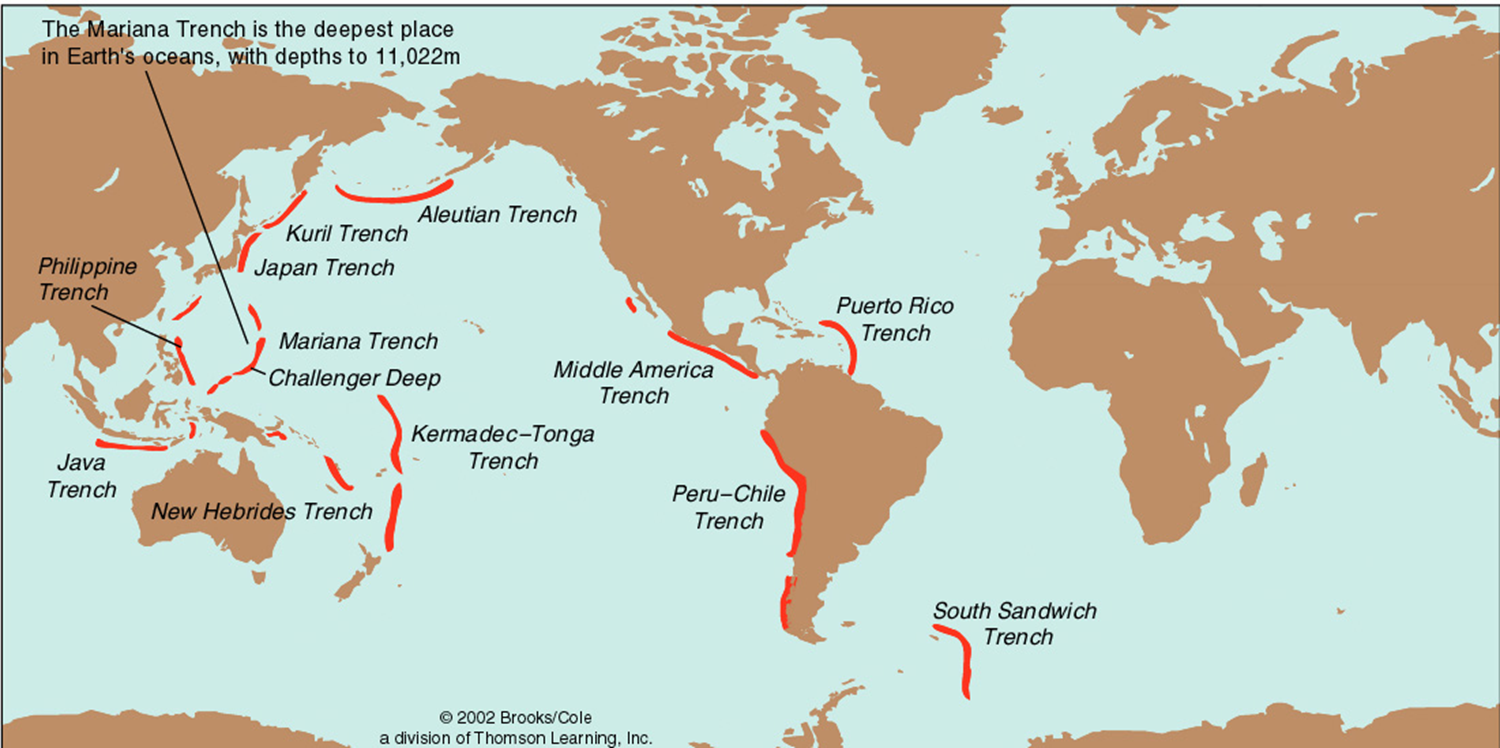 The Mariana Trench is the deepest place
in Earth's oceans, with depths to 11,022m
Aleutian Trench
Kuril Trench
Japan Trench
Philippine
Trench
Mariana Trench
Challenger Deep
Puerto Rico
Trench
Middle America
Trench
Kermadec–Tonga
Trench
Java
Trench
New Hebrides Trench
Peru–Chile
Trench
South Sandwich
Trench
© 2002 Brooks/Cole
a division of Thomson Learning, Inc.